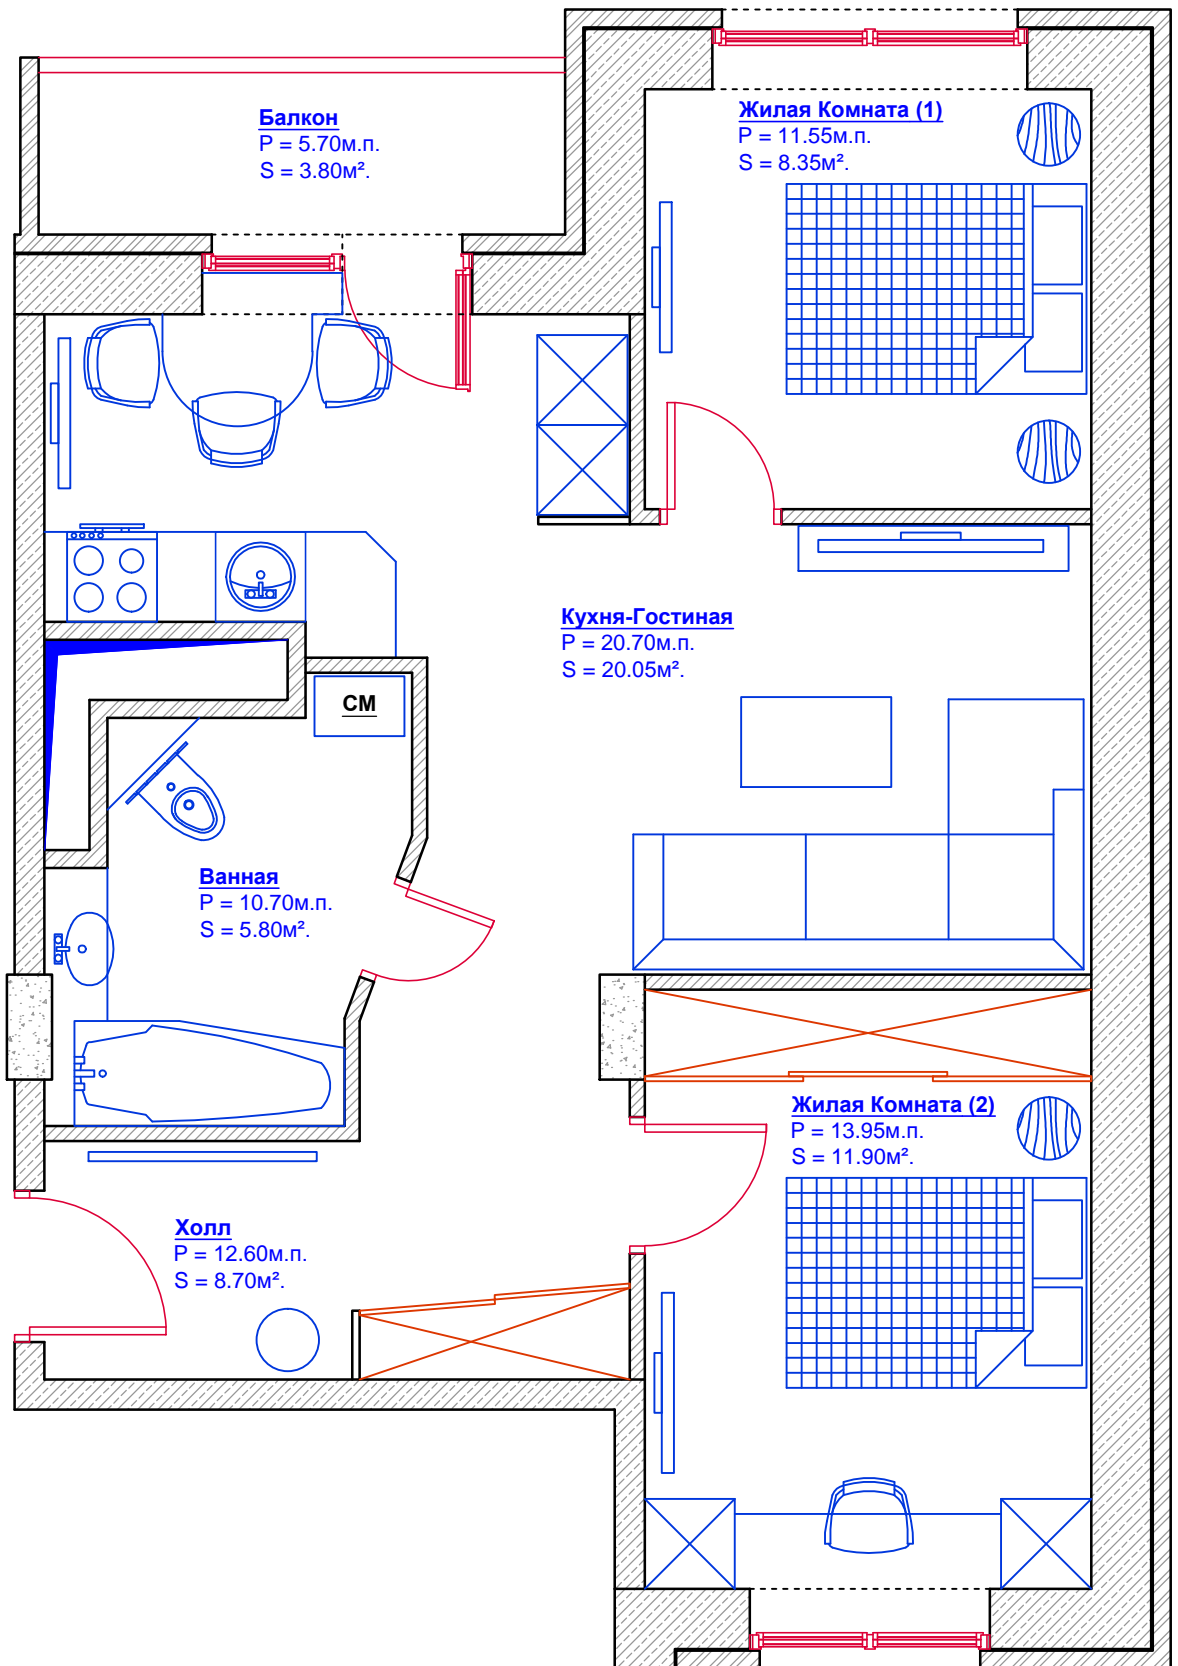 Балкон
P = 5.70м.п.
S = 3.80м².
Жилая Комната (1)
P = 11.55м.п.
S = 8.35м².
Кухня-Гостиная
P = 20.70м.п.
S = 20.05м².
СМ
Ванная
P = 10.70м.п.
S = 5.80м².
Жилая Комната (2)
P = 13.95м.п.
S = 11.90м².
Холл
P = 12.60м.п.
S = 8.70м².